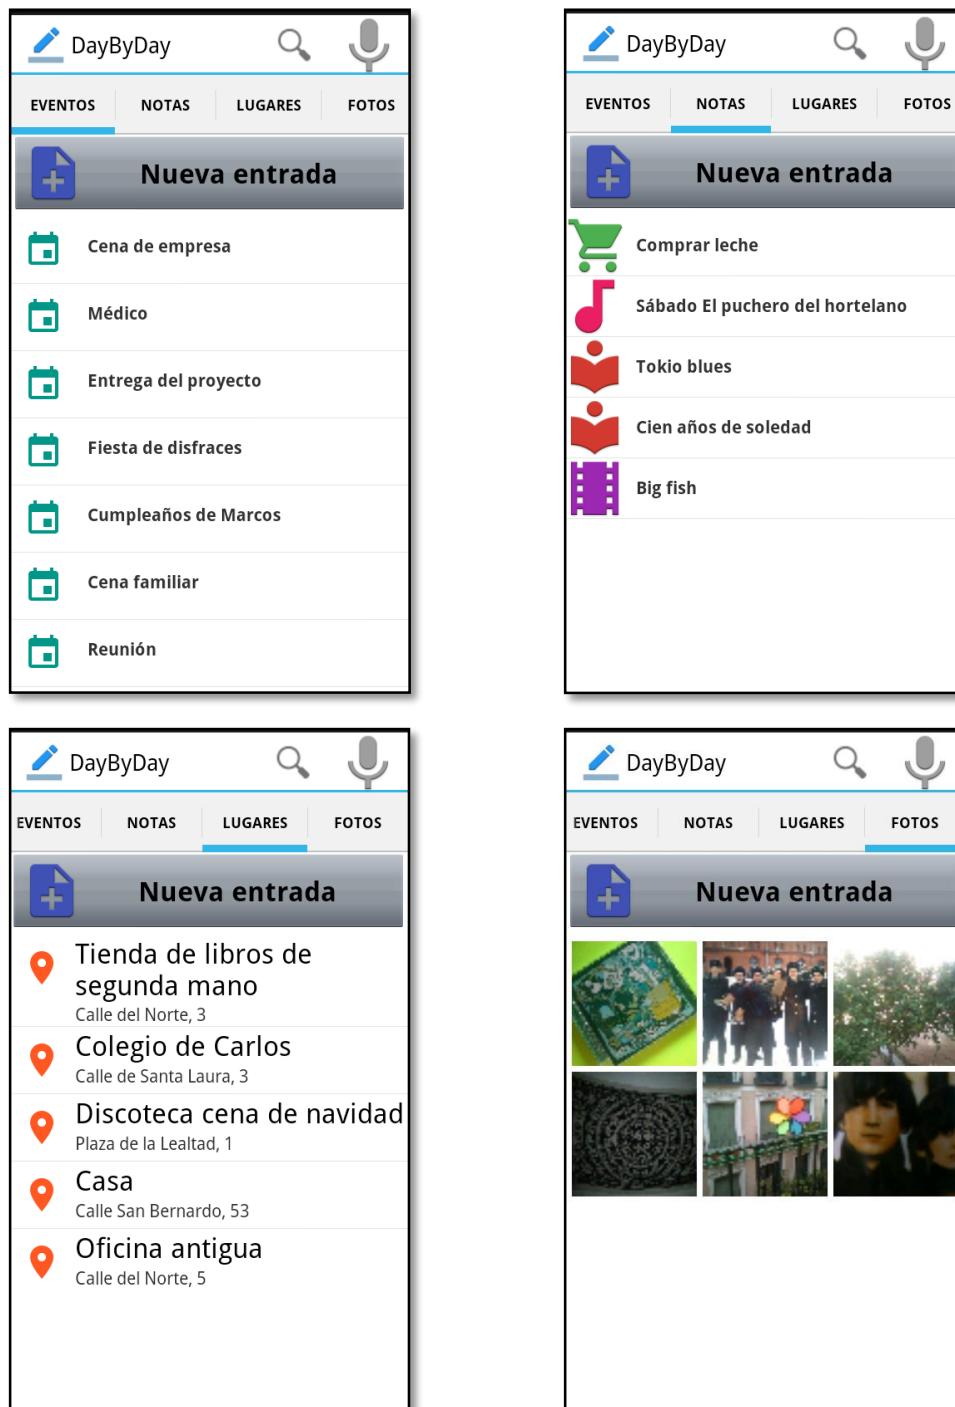 DayByDay
EVENTOS NOTAS LUGARES FOTOS
Nueva entrada
Cena de empresa
Médico
Entrega del proyecto
Fiesta de disfraces
Cumpleaños de Marcos
Cena familiar
Reunión
DayByDay
EVENTOS NOTAS LUGARES FOTOS
Nueva entrada
Comprar leche
Sábado El puchero del hortelano
Tokio blues
Cien años de soledad
Big fish
DayByDay
EVENTOS NOTAS LUGARES FOTOS
Nueva entrada
Tienda de libros de
segunda mano
Calle del Norte, 3
Colegio de Carlos
Calle de Santa Laura, 3
Discoteca cena de navidad
Plaza de la Lealtad, 1
Casa
Calle San Bernardo, 53
Oficina antigua
Calle del Norte, 5
DayByDay
EVENTOS NOTAS LUGARES FOTOS
Nueva entrada